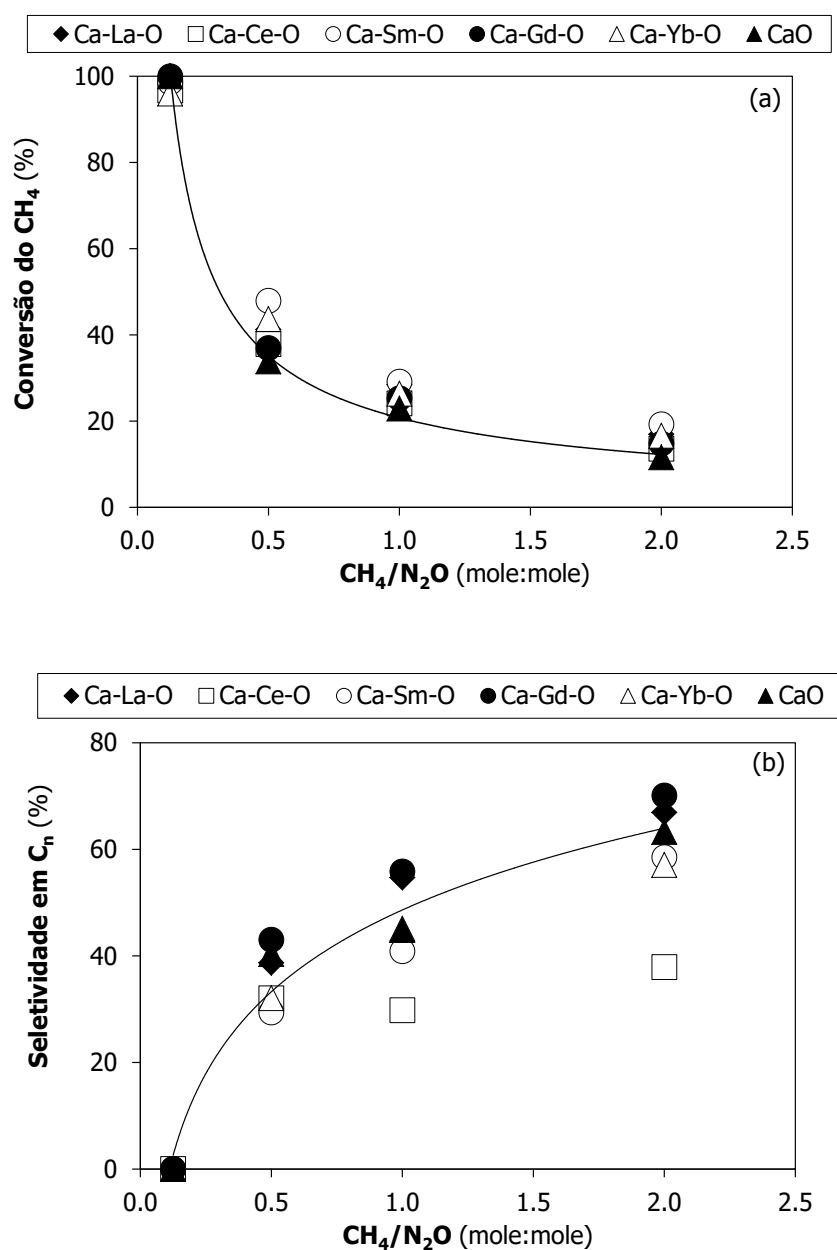 Ca-La-O Ca-Ce-O Ca-Sm-O Ca-Gd-O Ca-Yb-O CaO
(a)
Conversão do CH₄ (%)
100
80
60
40
20
0
0.0 0.5 1.0 1.5 2.0 2.5
CH₄/N₂O (mole:mole)
Ca-La-O Ca-Ce-O Ca-Sm-O Ca-Gd-O Ca-Yb-O CaO
(b)
Seletividade em Cₙ (%)
80
60
40
20
0
0.0 0.5 1.0 1.5 2.0 2.5
CH₄/N₂O (mole:mole)